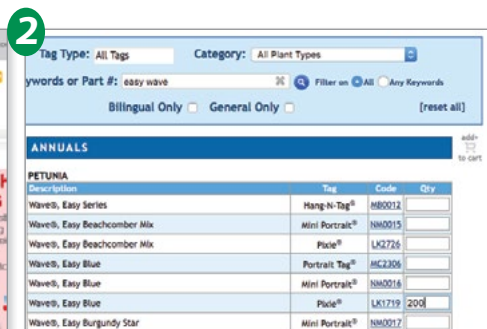 2
Tag Type: All Tags Category: All Plant Types
ywords or Part #: easy wave Filter on All Any Keywords
Bilingual Only General Only [reset all]
add-
to cart
ANNUALS
PETUNIA
Description Tag Code Qty
Wave®, Easy Series Hang-N-Tag® MB0012
Wave®, Easy Beachcomber Mix Mini Portrait® NM0015
Wave®, Easy Beachcomber Mix Pixie® LK2726
Wave®, Easy Blue Portrait Tag® MC2306
Wave®, Easy Blue Mini Portrait® NM0016
Wave®, Easy Blue Pixie® LK1719 200
Wave®, Easy Burgundy Star Mini Portrait® NM0017